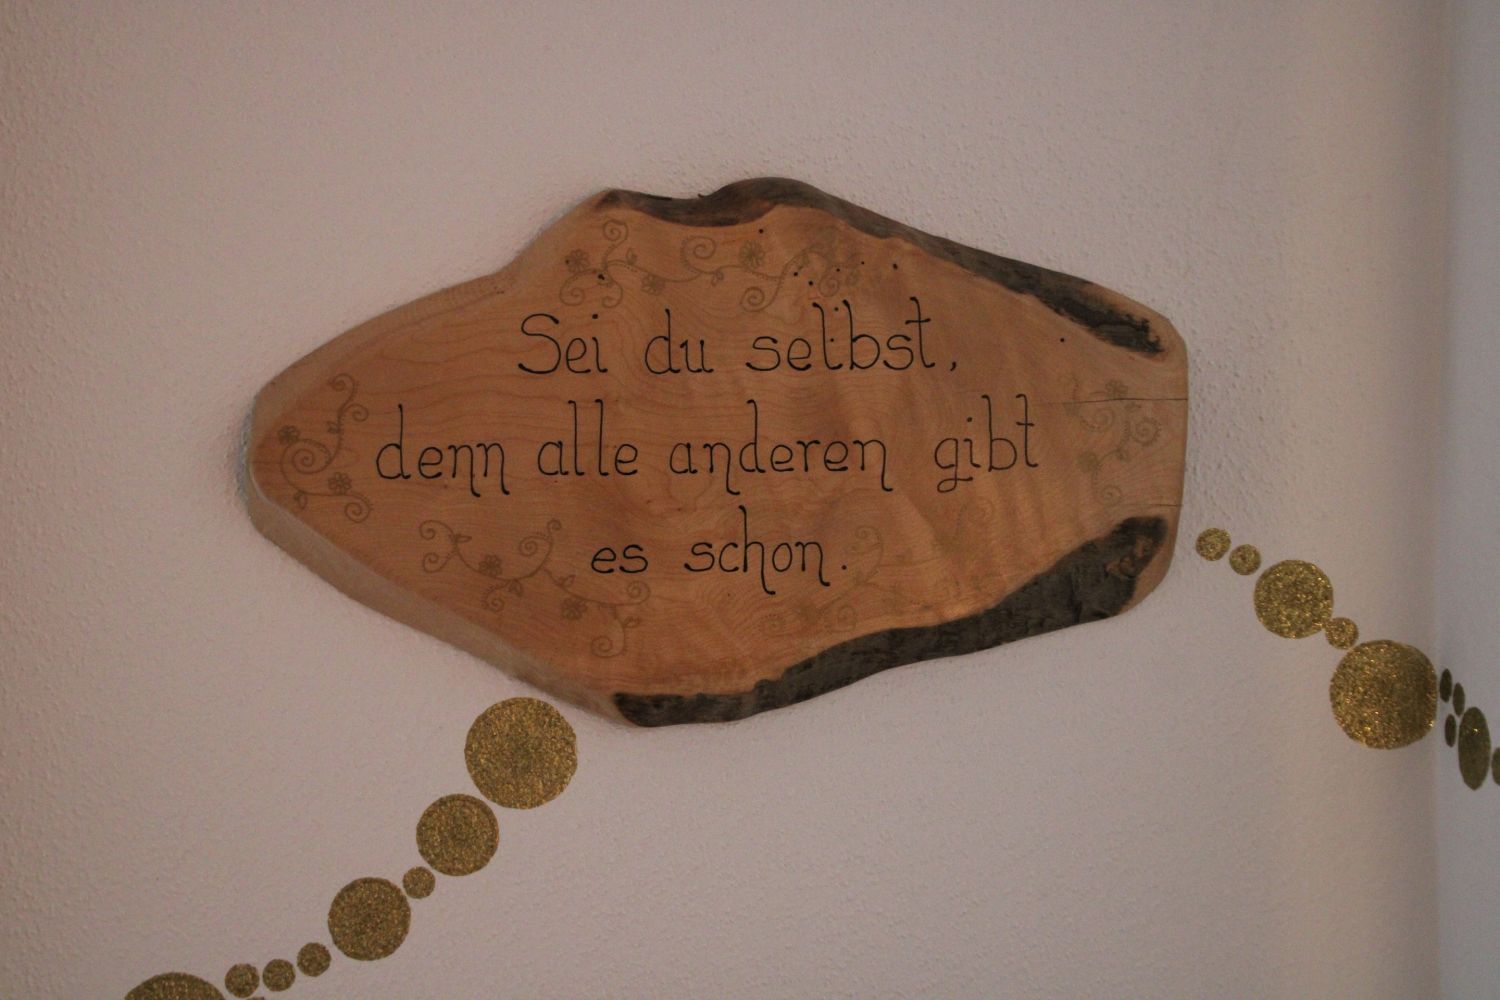 Sei du selbst,
denn alle anderen gibt
es schon.